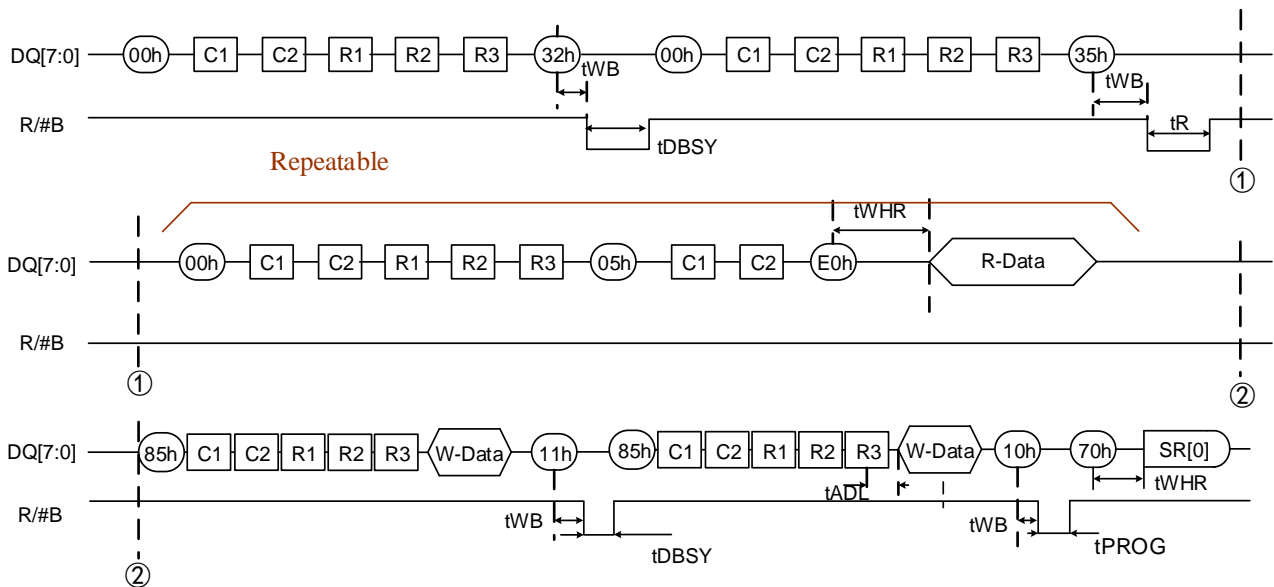 DQ[7:0] 00h C1 C2 R1 R2 R3 32h 00h C1 C2 R1 R2 R3 35h
tWB tWB
R/#B tDBSY tR
Repeatable
①
tWHR
DQ[7:0] 00h C1 C2 R1 R2 R3 05h C1 C2 E0h R-Data
R/#B
① ②
DQ[7:0] 85h C1 C2 R1 R2 R3 W-Data 11h 85h C1 C2 R1 R2 R3 W-Data 10h 70h SR[0]
tADL tWHR
R/#B tWB tWB
tDBSY tPROG
②